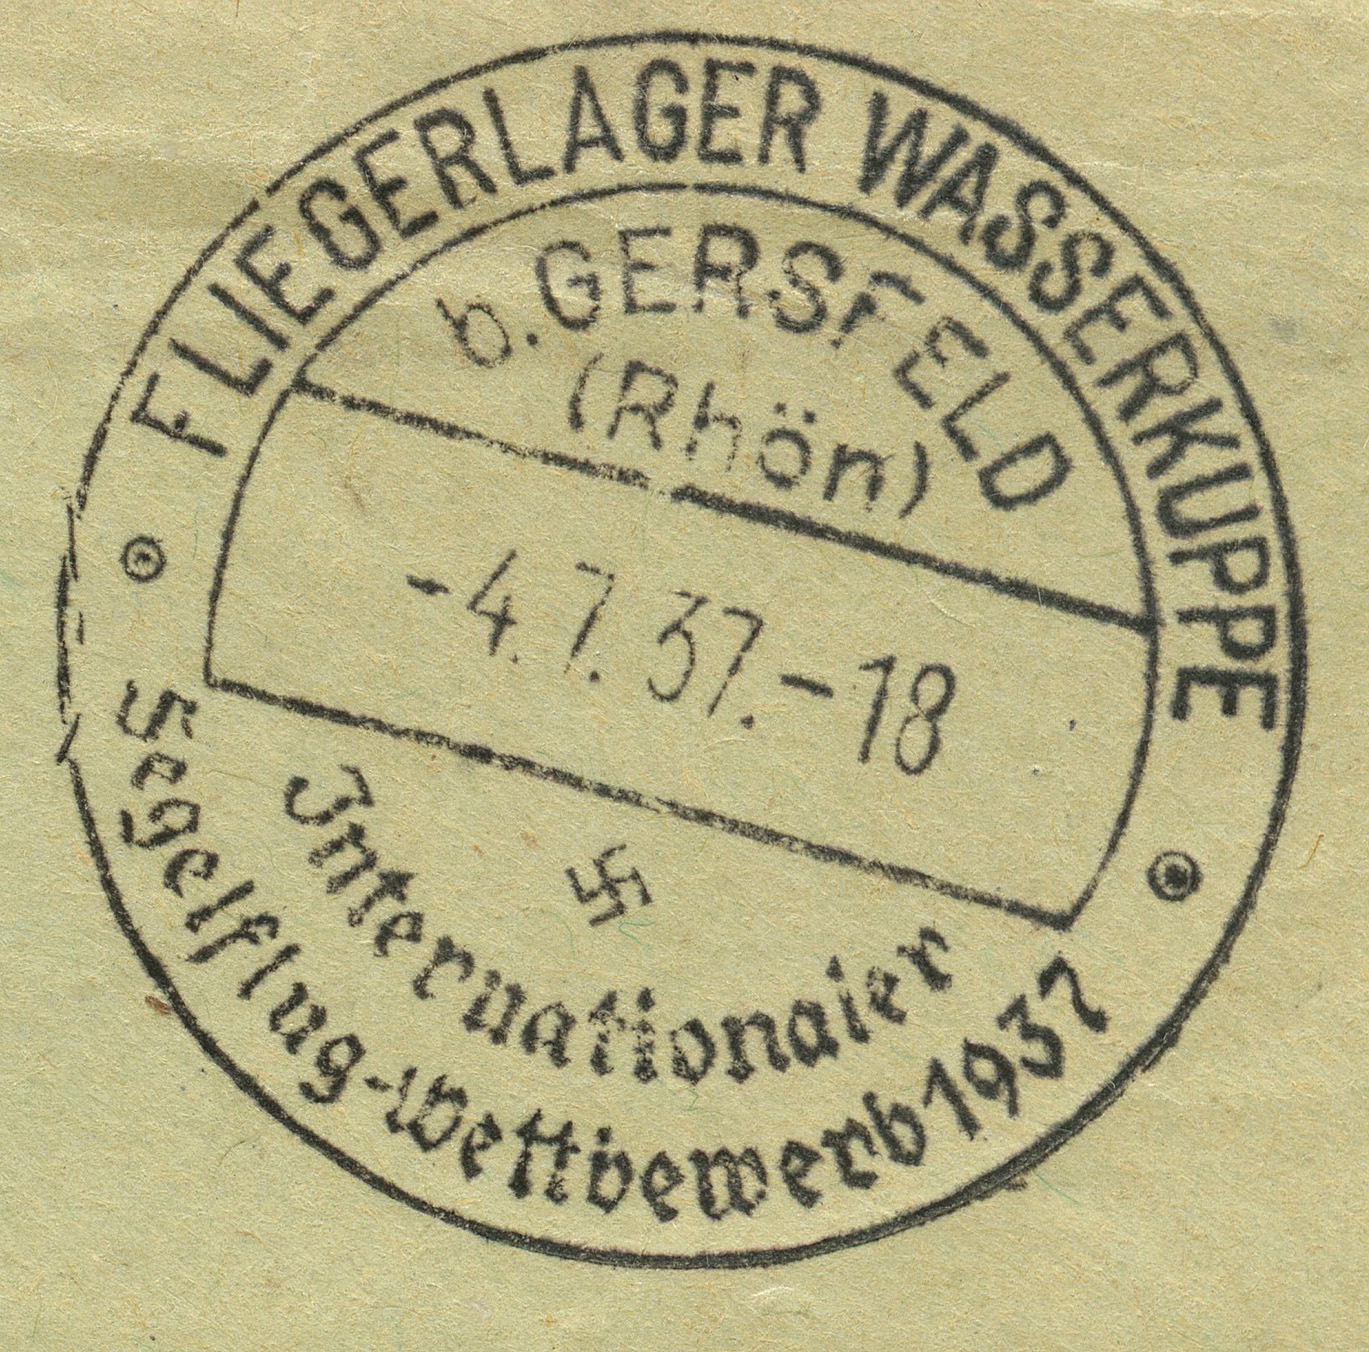 FLIEGERLAGER WASSERKUPPE
b. GERSFELD
(Rhön)
-4.7.37.-18
Internationaler
Segelflug-Wettbewerb 1937